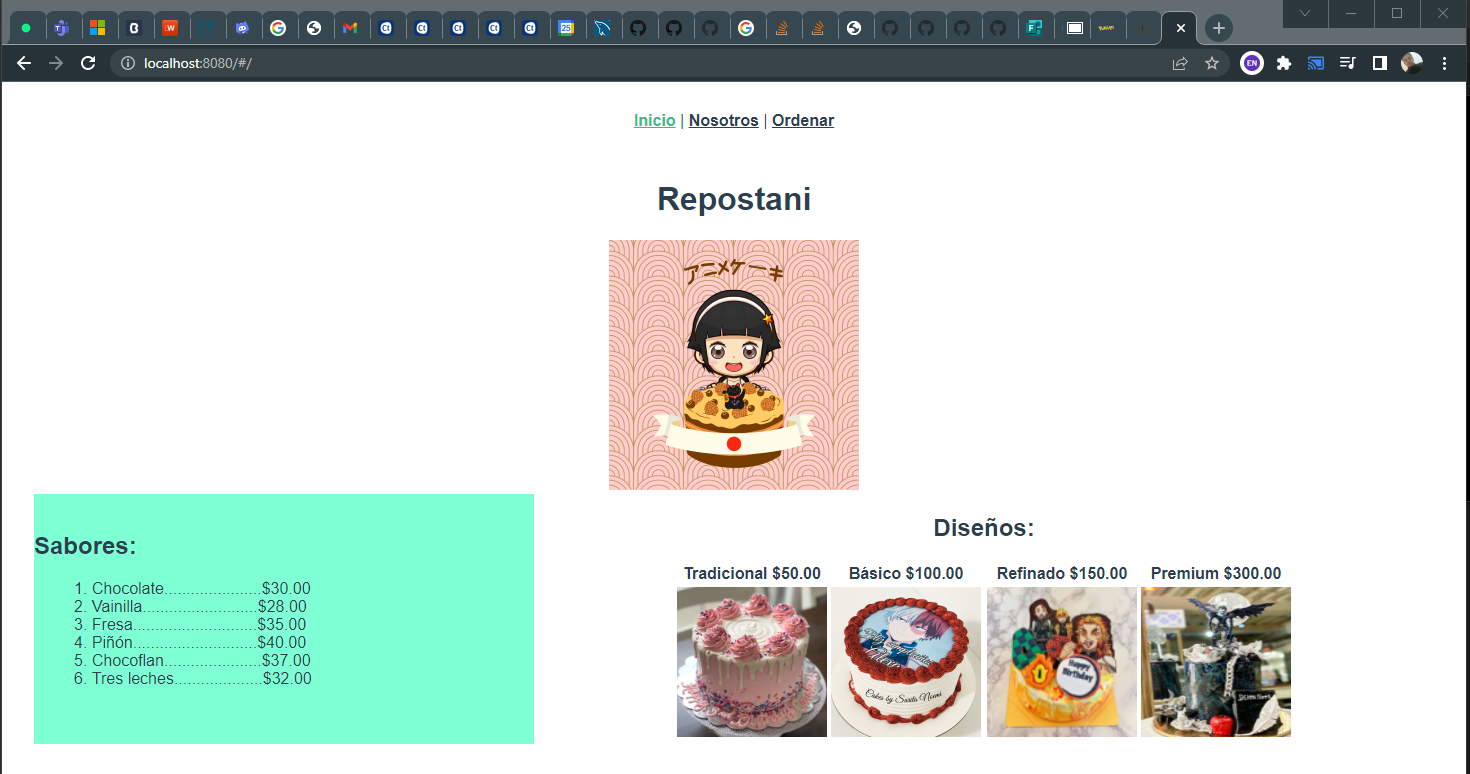 localhost:8080/#/
EN
Inicio | Nosotros | Ordenar
Repostani
アニメケーキ
Sabores:
1. Chocolate......................$30.00
2. Vainilla..........................$28.00
3. Fresa............................$35.00
4. Piñón............................$40.00
5. Chocoflan......................$37.00
6. Tres leches....................$32.00
Diseños:
Tradicional $50.00 Básico $100.00 Refinado $150.00 Premium $300.00
Cakes by Sarita Noemi
Happy
Birthday